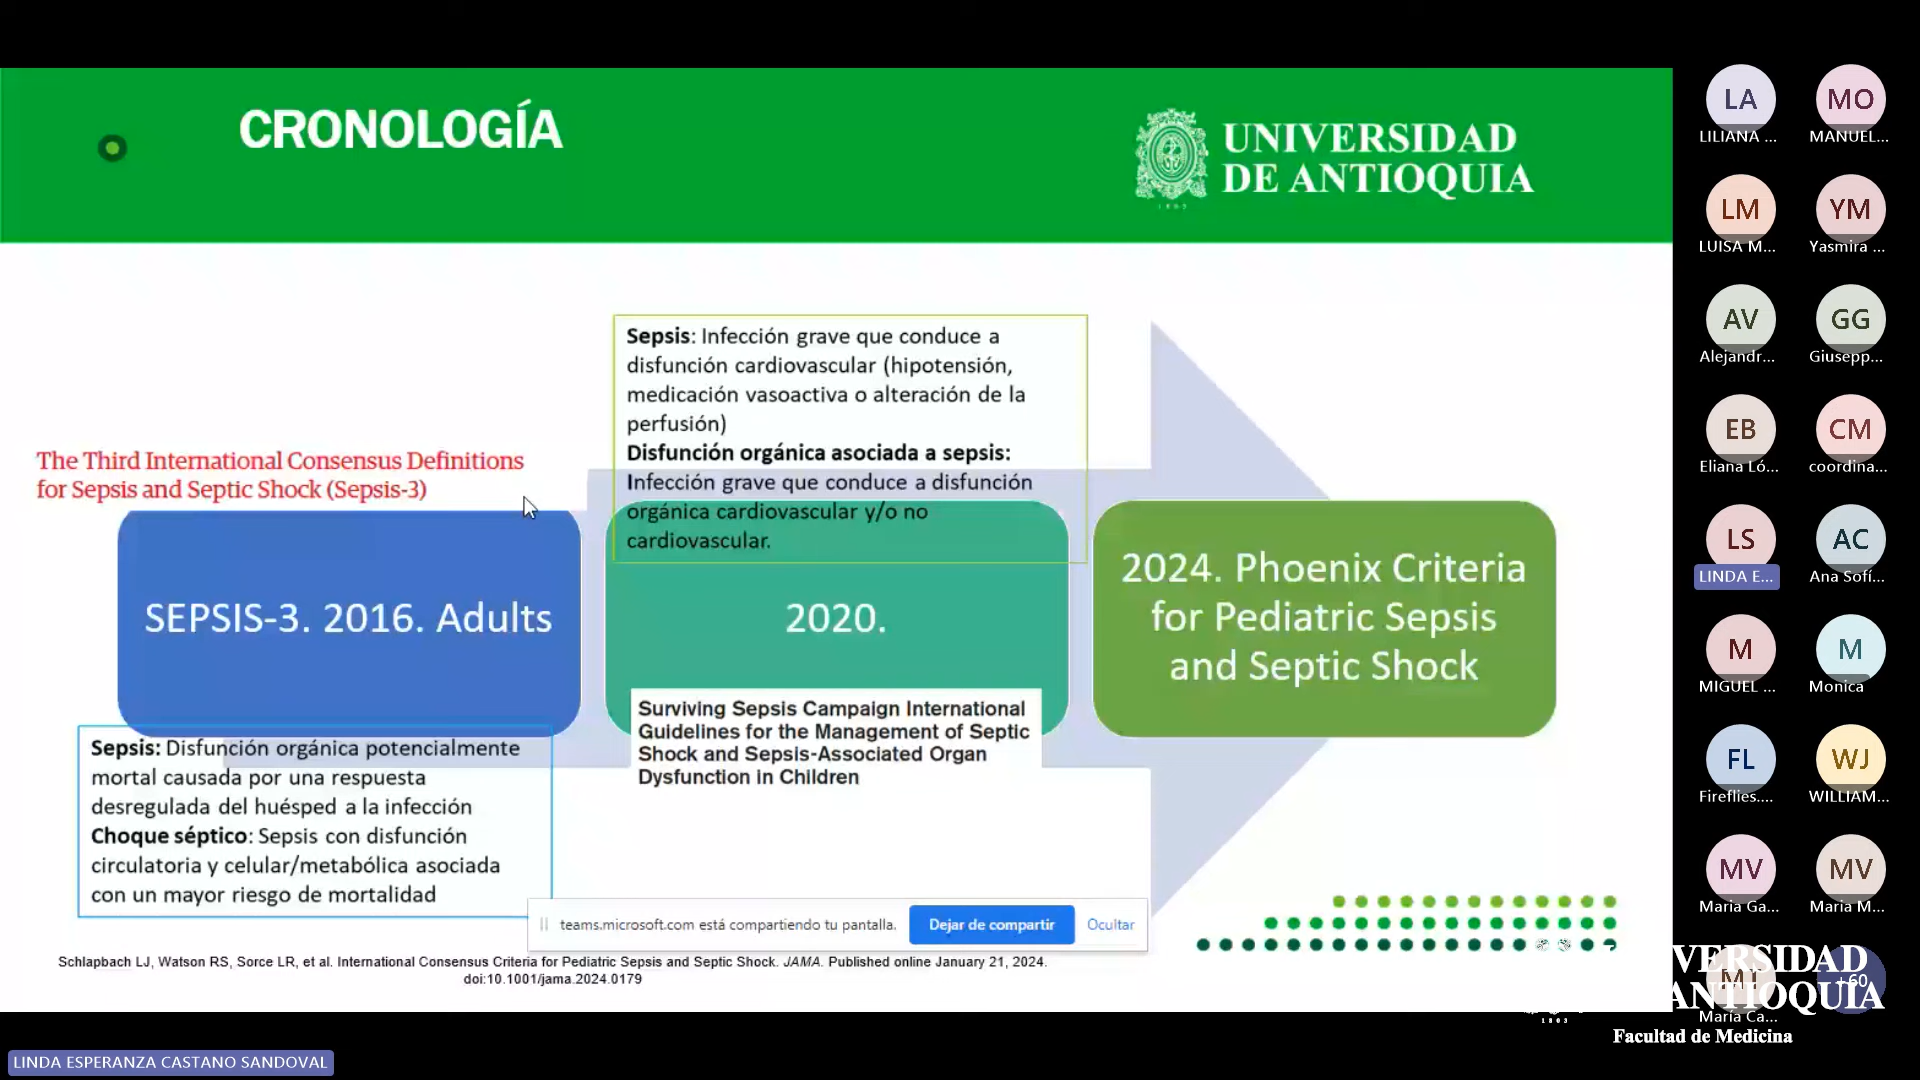 CRONOLOGÍA
UNIVERSIDAD
DE ANTIOQUIA
1803
Sepsis: Infección grave que conduce a
disfunción cardiovascular (hipotensión,
medicación vasoactiva o alteración de la
perfusión)
Disfunción orgánica asociada a sepsis:
Infección grave que conduce a disfunción
orgánica cardiovascular y/o no
cardiovascular.
The Third International Consensus Definitions
for Sepsis and Septic Shock (Sepsis-3)
SEPSIS-3. 2016. Adults
2020.
2024. Phoenix Criteria
for Pediatric Sepsis
and Septic Shock
Surviving Sepsis Campaign International
Guidelines for the Management of Septic
Shock and Sepsis-Associated Organ
Dysfunction in Children
Sepsis: Disfunción orgánica potencialmente
mortal causada por una respuesta
desregulada del huésped a la infección
Choque séptico: Sepsis con disfunción
circulatoria y celular/metabólica asociada
con un mayor riesgo de mortalidad
teams.microsoft.com está compartiendo tu pantalla.
Dejar de compartir
Ocultar
Schlapbach LJ, Watson RS, Sorce LR, et al. International Consensus Criteria for Pediatric Sepsis and Septic Shock. JAMA. Published online January 21, 2024.
doi:10.1001/jama.2024.0179
LA
LILIANA ...
MO
MANUEL...
LM
LUISA M...
YM
Yasmira ...
AV
Alejandr...
GG
Giusepp...
EB
Eliana Ló...
CM
coordina...
LS
LINDA E...
AC
Ana Sofí...
M
MIGUEL ...
M
Monica
FL
Fireflies....
WJ
WILLIAM...
MV
Maria Ga...
MV
Maria M...
+60
María Ca...
VERSIDAD
ANTIOQUIA
1803
Facultad de Medicina
LINDA ESPERANZA CASTANO SANDOVAL